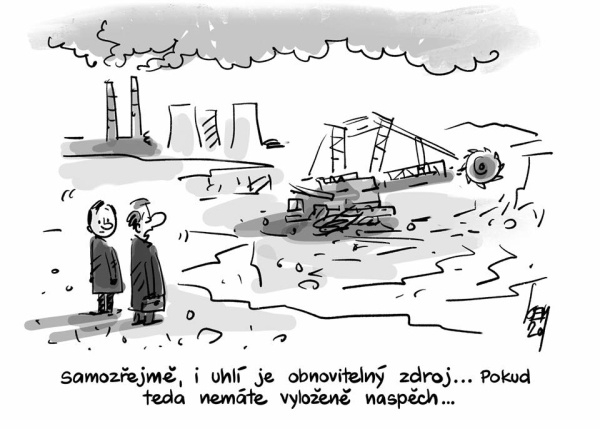 samozřejmě, i uhlí je obnovitelný zdroj... Pokud
teda nemáte vyloženě naspěch...